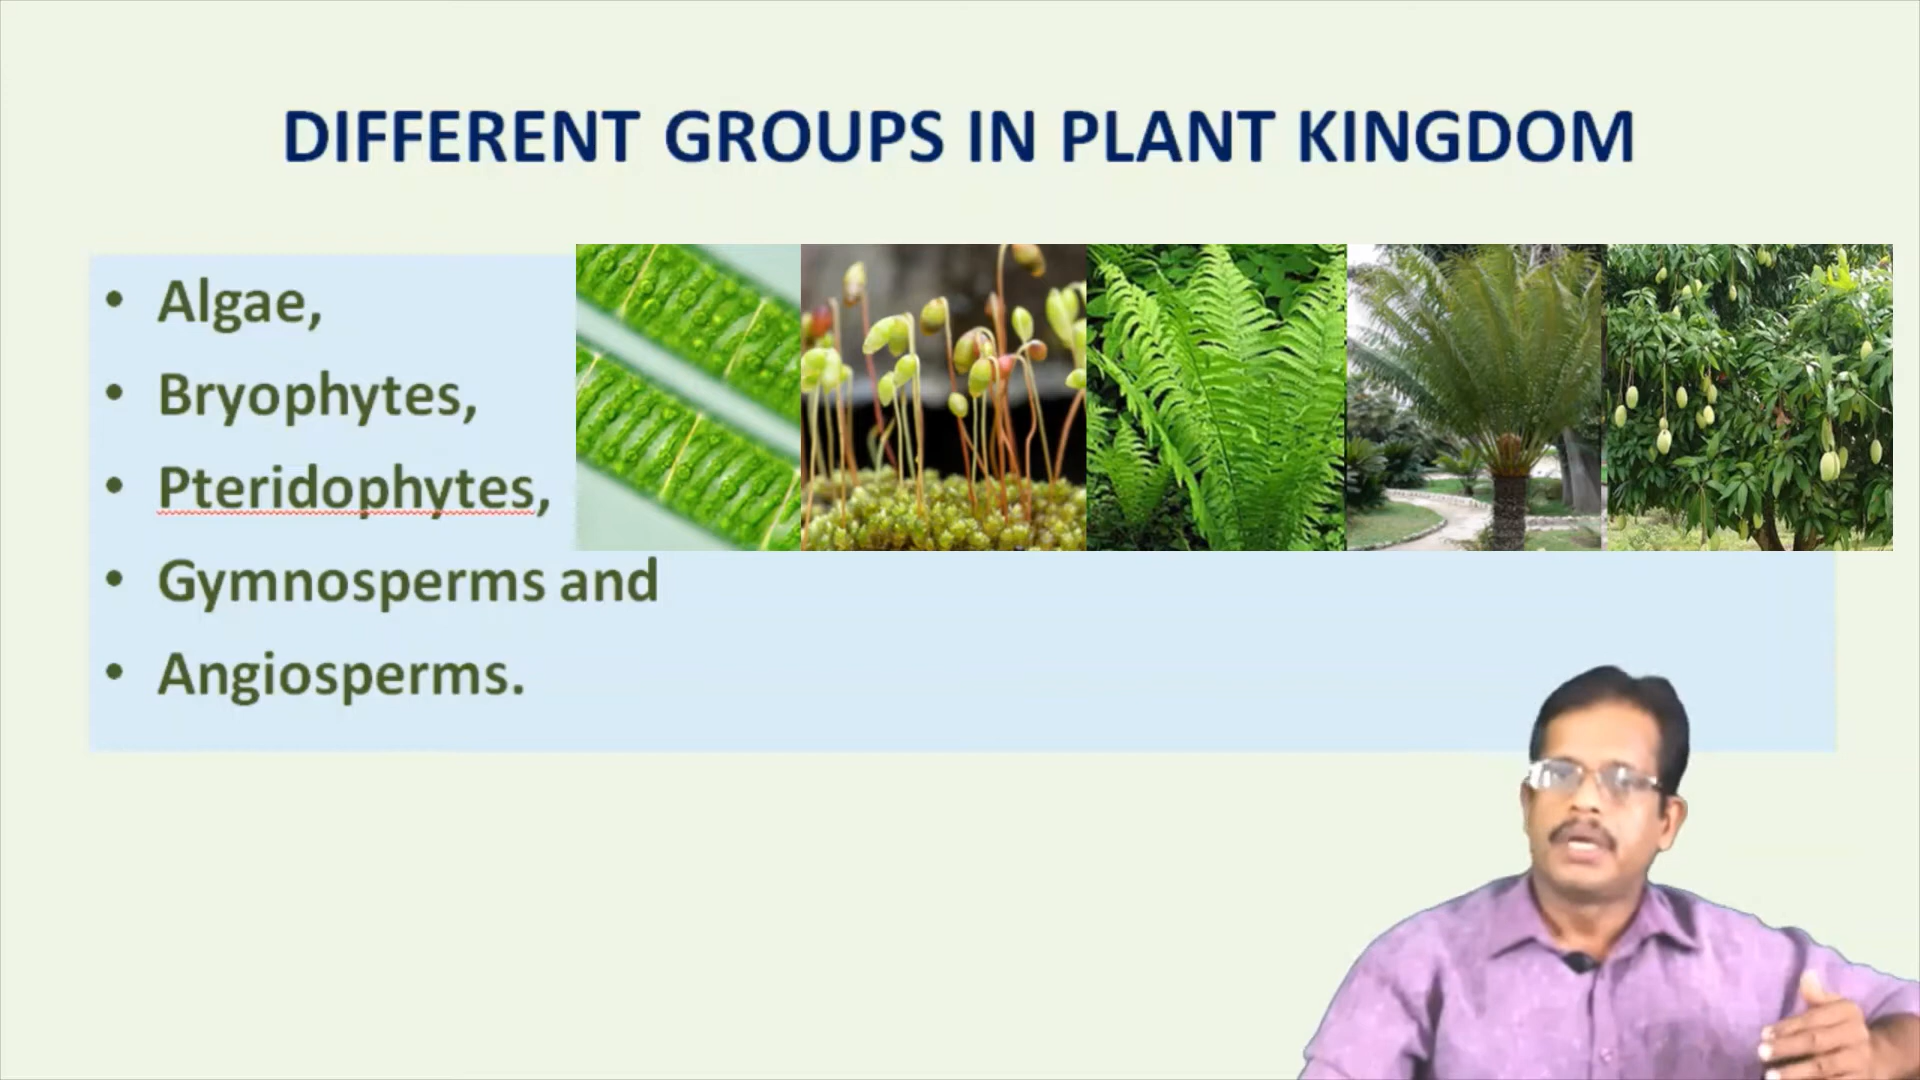 DIFFERENT GROUPS IN PLANT KINGDOM
• Algae,
• Bryophytes,
• Pteridophytes,
• Gymnosperms and
• Angiosperms.